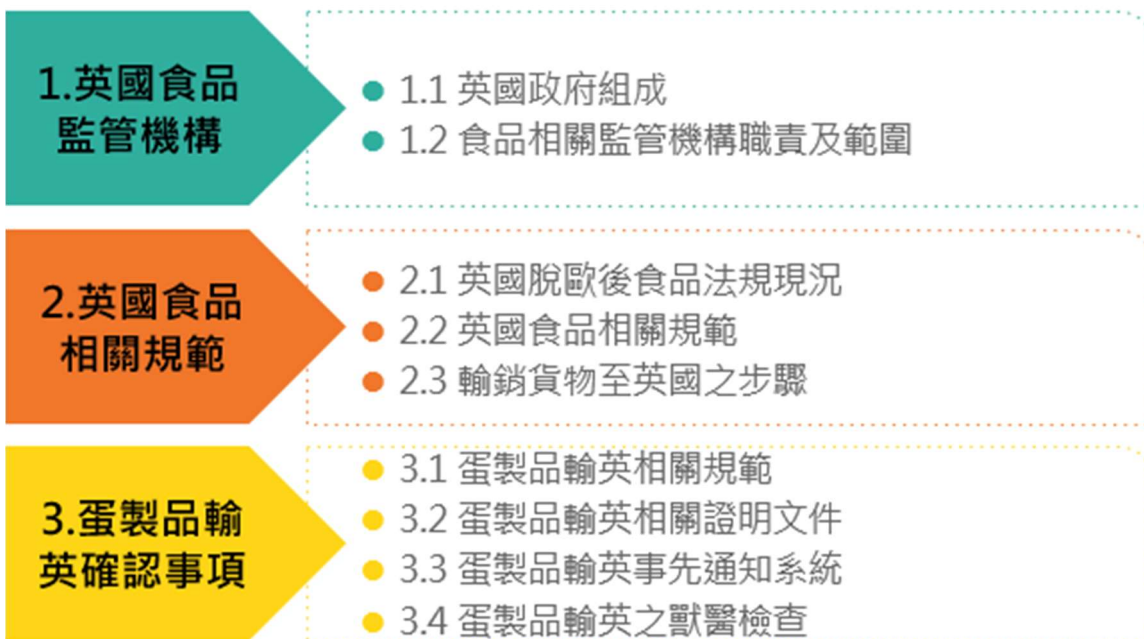 1.英國食品
監管機構
1.1 英國政府組成
1.2 食品相關監管機構職責及範圍
2.英國食品
相關規範
2.1 英國脫歐後食品法規現況
2.2 英國食品相關規範
2.3 輸銷貨物至英國之步驟
3.蛋製品輸
英確認事項
3.1 蛋製品輸英相關規範
3.2 蛋製品輸英相關證明文件
3.3 蛋製品輸英事先通知系統
3.4 蛋製品輸英之獸醫檢查